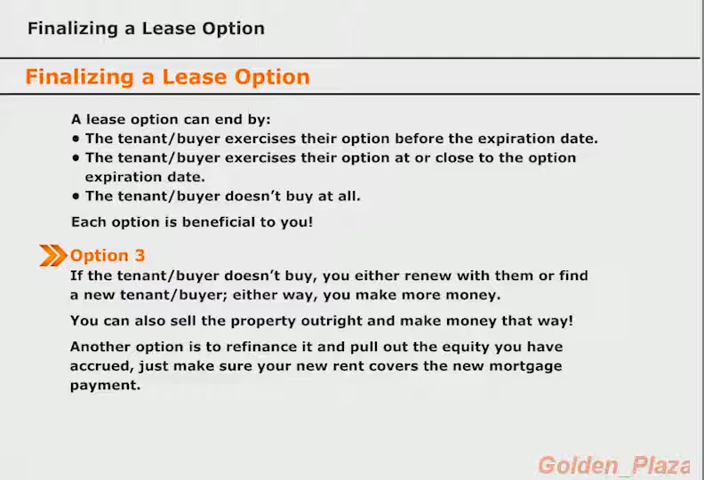 Finalizing a Lease Option
Finalizing a Lease Option
A lease option can end by:
• The tenant/buyer exercises their option before the expiration date.
• The tenant/buyer exercises their option at or close to the option
expiration date.
• The tenant/buyer doesn't buy at all.
Each option is beneficial to you!
Option 3
If the tenant/buyer doesn't buy, you either renew with them or find
a new tenant/buyer; either way, you make more money.
You can also sell the property outright and make money that way!
Another option is to refinance it and pull out the equity you have
accrued, just make sure your new rent covers the new mortgage
payment.
Golden_Plaza